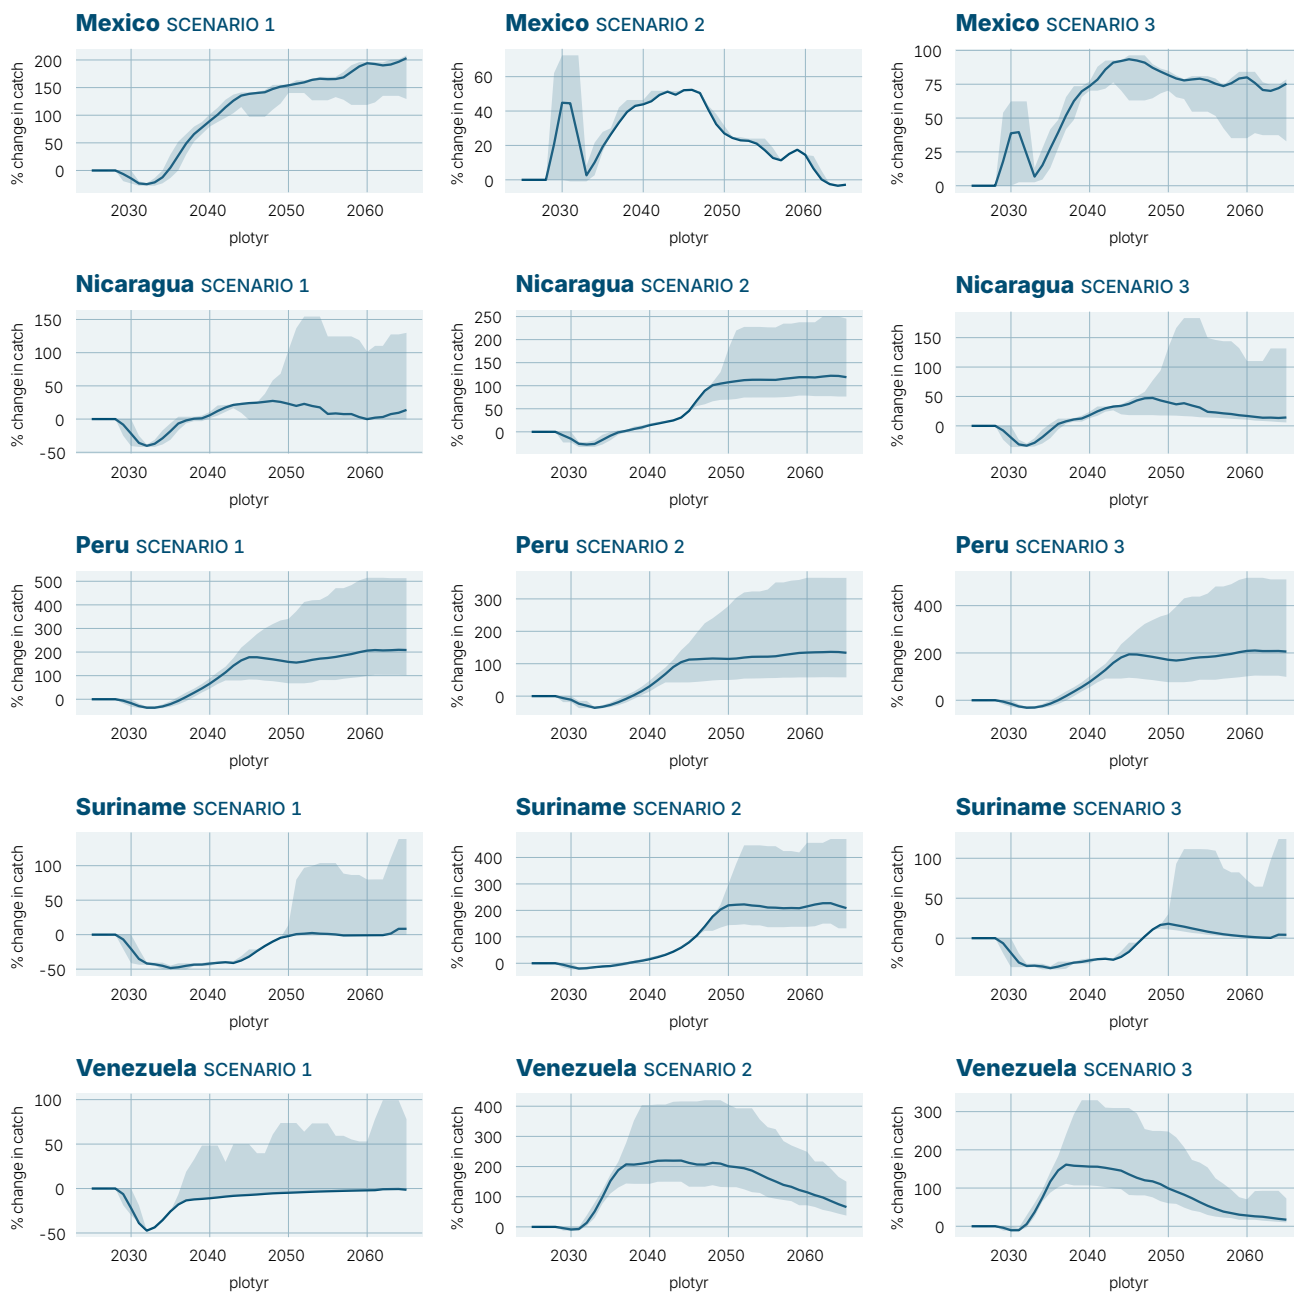 Mexico SCENARIO 1
% change in catch
200
150
100
50
0
2030 2040 2050 2060
plotyr
Mexico SCENARIO 2
% change in catch
60
40
20
0
2030 2040 2050 2060
plotyr
Mexico SCENARIO 3
% change in catch
100
75
50
25
0
2030 2040 2050 2060
plotyr
Nicaragua SCENARIO 1
% change in catch
150
100
50
0
-50
2030 2040 2050 2060
plotyr
Nicaragua SCENARIO 2
% change in catch
250
200
150
100
50
0
2030 2040 2050 2060
plotyr
Nicaragua SCENARIO 3
% change in catch
150
100
50
0
2030 2040 2050 2060
plotyr
Peru SCENARIO 1
% change in catch
500
400
300
200
100
0
2030 2040 2050 2060
plotyr
Peru SCENARIO 2
% change in catch
300
200
100
0
2030 2040 2050 2060
plotyr
Peru SCENARIO 3
% change in catch
400
200
0
2030 2040 2050 2060
plotyr
Suriname SCENARIO 1
% change in catch
100
50
0
-50
2030 2040 2050 2060
plotyr
Suriname SCENARIO 2
% change in catch
400
300
200
100
0
2030 2040 2050 2060
plotyr
Suriname SCENARIO 3
% change in catch
100
50
0
2030 2040 2050 2060
plotyr
Venezuela SCENARIO 1
% change in catch
100
50
0
-50
2030 2040 2050 2060
plotyr
Venezuela SCENARIO 2
% change in catch
400
300
200
100
0
2030 2040 2050 2060
plotyr
Venezuela SCENARIO 3
% change in catch
300
200
100
0
2030 2040 2050 2060
plotyr